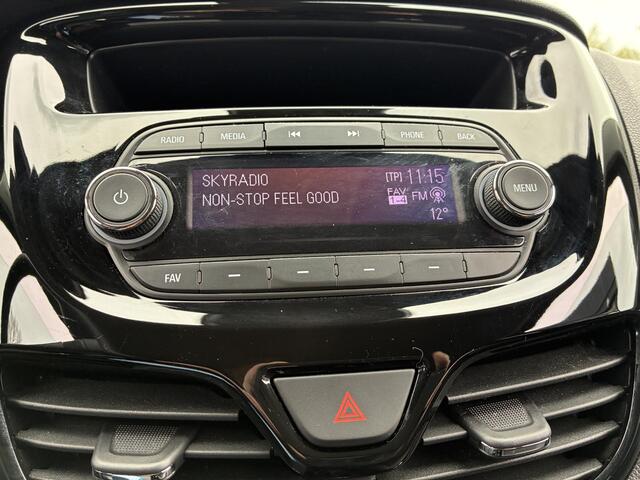 RADIO MEDIA PHONE BACK
SKYRADIO [TP] 11:15
NON-STOP FEEL GOOD FAV 1-4 FM
12°
MENU
FAV